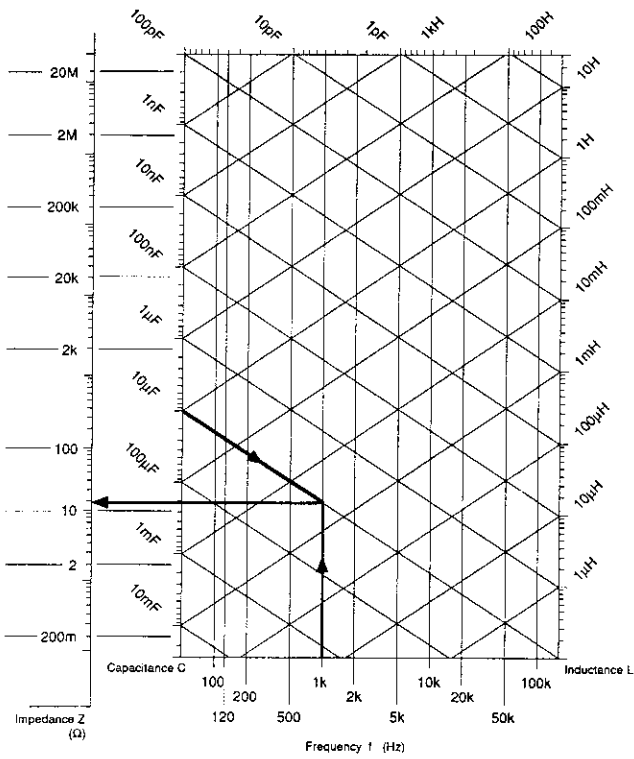 100pF 10pF 1pF 1kH 100H
20M 1nF 10H
2M 10nF 1H
200k 100nF 100mH
20k 1µF 10mH
2k 10µF 1mH
100 100µF 100µH
10 1mF 10µH
2 10mF 1µH
200m
Capacitance C Inductance L
100 1k 10k 100k
200 2k 20k
120 500 5k 50k
Impedance Z
(Ω)
Frequency f (Hz)